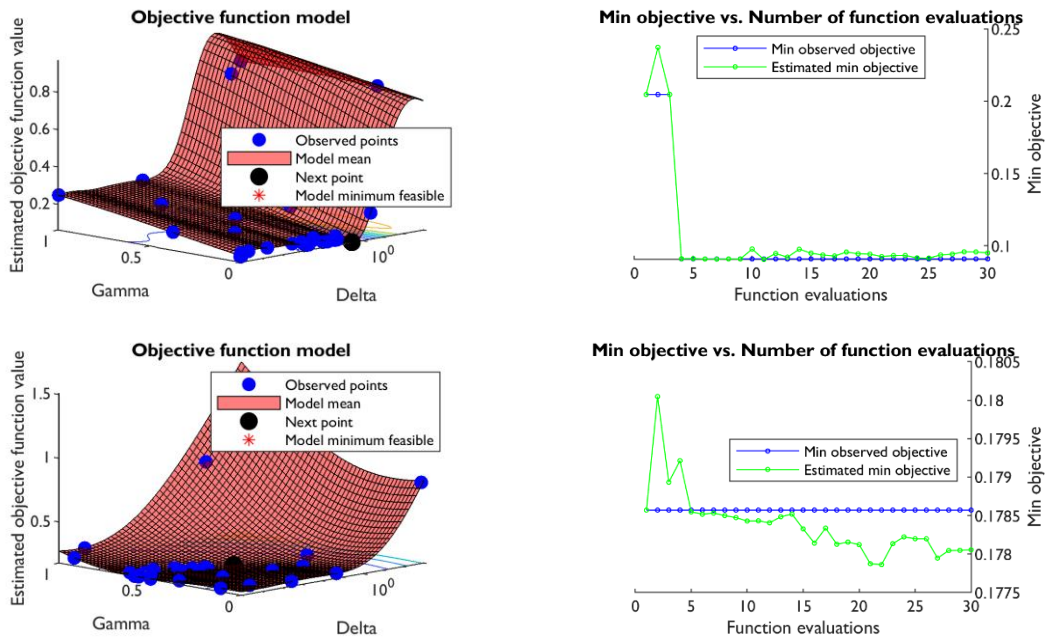 Objective function model
Estimated objective function value
0.8
0.6
0.4
0.2
1
0.5
0
10⁰
Gamma
Delta
Observed points
Model mean
Next point
Model minimum feasible
Min objective vs. Number of function evaluations
Min observed objective
Estimated min objective
0.25
0.2
0.15
0.1
Min objective
0 5 10 15 20 25 30
Function evaluations
Objective function model
Estimated objective function value
1.5
1
0.5
1
0.5
0
10⁰
Gamma
Delta
Observed points
Model mean
Next point
Model minimum feasible
Min objective vs. Number of function evaluations
Min observed objective
Estimated min objective
0.1805
0.18
0.1795
0.179
0.1785
0.178
0.1775
Min objective
0 5 10 15 20 25 30
Function evaluations